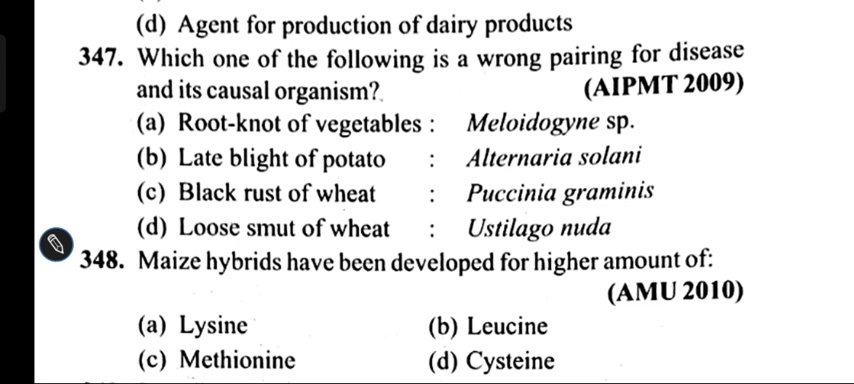 (d) Agent for production of dairy products
347. Which one of the following is a wrong pairing for disease
and its causal organism? (AIPMT 2009)
(a) Root-knot of vegetables : Meloidogyne sp.
(b) Late blight of potato : Alternaria solani
(c) Black rust of wheat : Puccinia graminis
(d) Loose smut of wheat : Ustilago nuda
348. Maize hybrids have been developed for higher amount of:
(AMU 2010)
(a) Lysine (b) Leucine
(c) Methionine (d) Cysteine